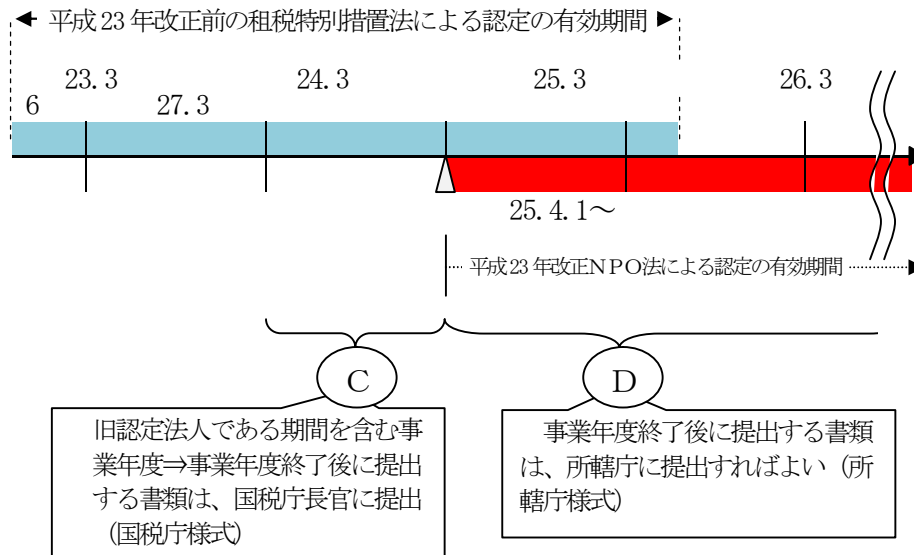 平成 23 年改正前の租税特別措置法による認定の有効期間
23.3 24.3 25.3 26.3
6 27.3
25.4.1～
平成 23 年改正ＮＰＯ法による認定の有効期間
Ｃ
Ｄ
旧認定法人である期間を含む事
業年度⇒事業年度終了後に提出
する書類は、国税庁長官に提出
（国税庁様式）
事業年度終了後に提出する書類
は、所轄庁に提出すればよい（所
轄庁様式）